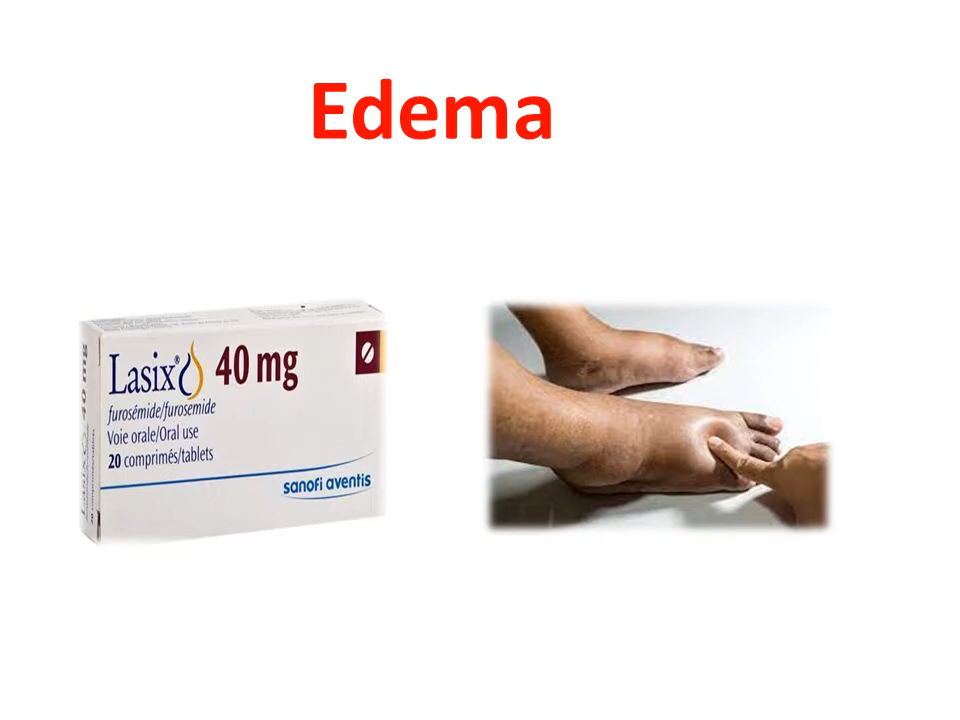 Edema
Lasix® 40 mg
furosémide/furosemide
Voie orale/Oral use
20 comprimés/tablets
sanofi aventis